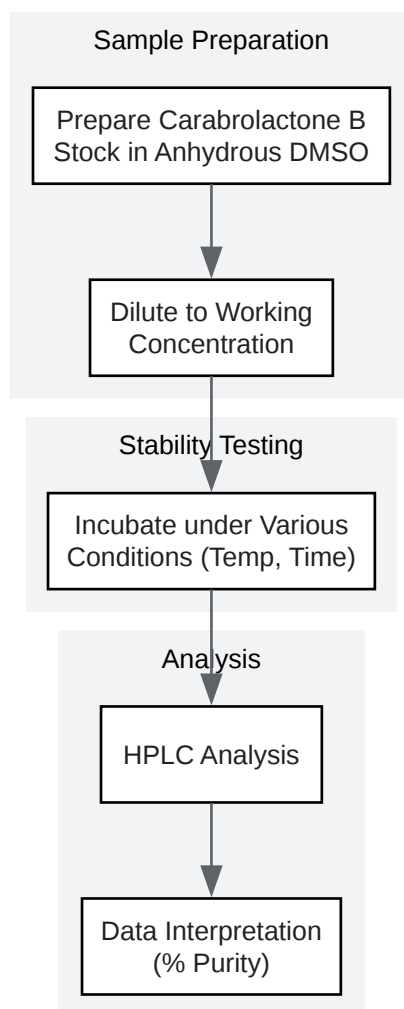 Sample Preparation
Prepare Carabrolactone B
Stock in Anhydrous DMSO
Dilute to Working
Concentration
Stability Testing
Incubate under Various
Conditions (Temp, Time)
Analysis
HPLC Analysis
Data Interpretation
(% Purity)